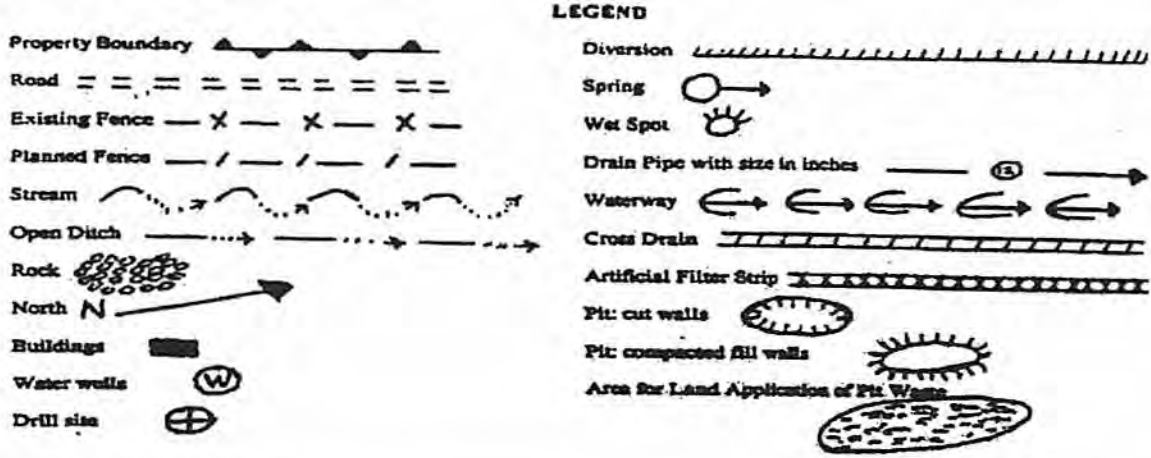 LEGEND
Property Boundary
Road
Existing Fence
Planned Fence
Stream
Open Ditch
Rock
North N
Buildings
Water wells W
Drill site
Diversion
Spring
Wet Spot
Drain Pipe with size in inches 12
Waterway
Cross Drain
Artificial Filter Strip
Pit: cut walls
Pit: compacted fill walls
Area for Land Application of Pit Waste